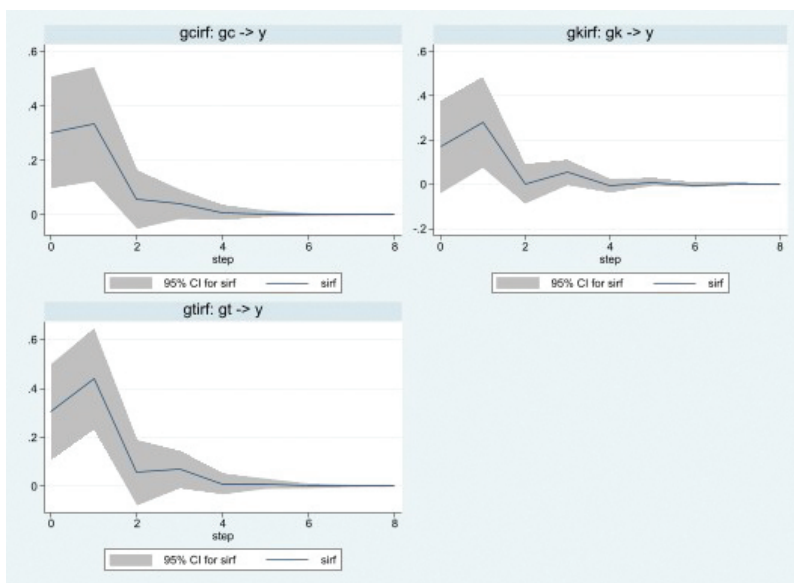 gcirf: gc -> y
.6
.4
.2
0
0 2 4 6 8
step
95% CI for sirf sirf
gkirf: gk -> y
.6
.4
.2
0
-.2
0 2 4 6 8
step
95% CI for sirf sirf
gtirf: gt -> y
.6
.4
.2
0
0 2 4 6 8
step
95% CI for sirf sirf